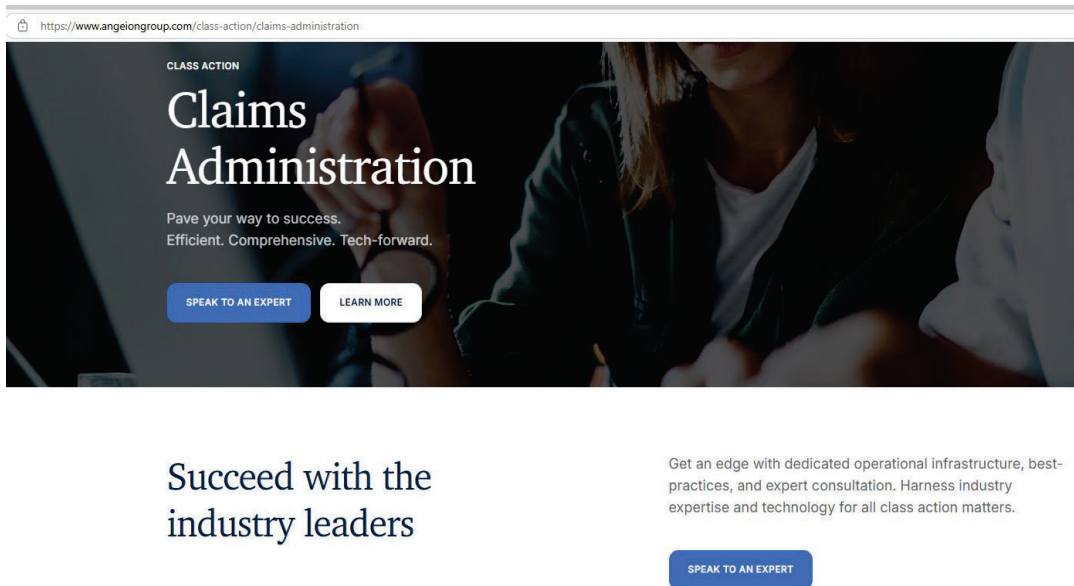 https://www.angeiongroup.com/class-action/claims-administration
CLASS ACTION
Claims
Administration
Pave your way to success.
Efficient. Comprehensive. Tech-forward.
SPEAK TO AN EXPERT
LEARN MORE
Succeed with the
industry leaders
Get an edge with dedicated operational infrastructure, best-
practices, and expert consultation. Harness industry
expertise and technology for all class action matters.
SPEAK TO AN EXPERT